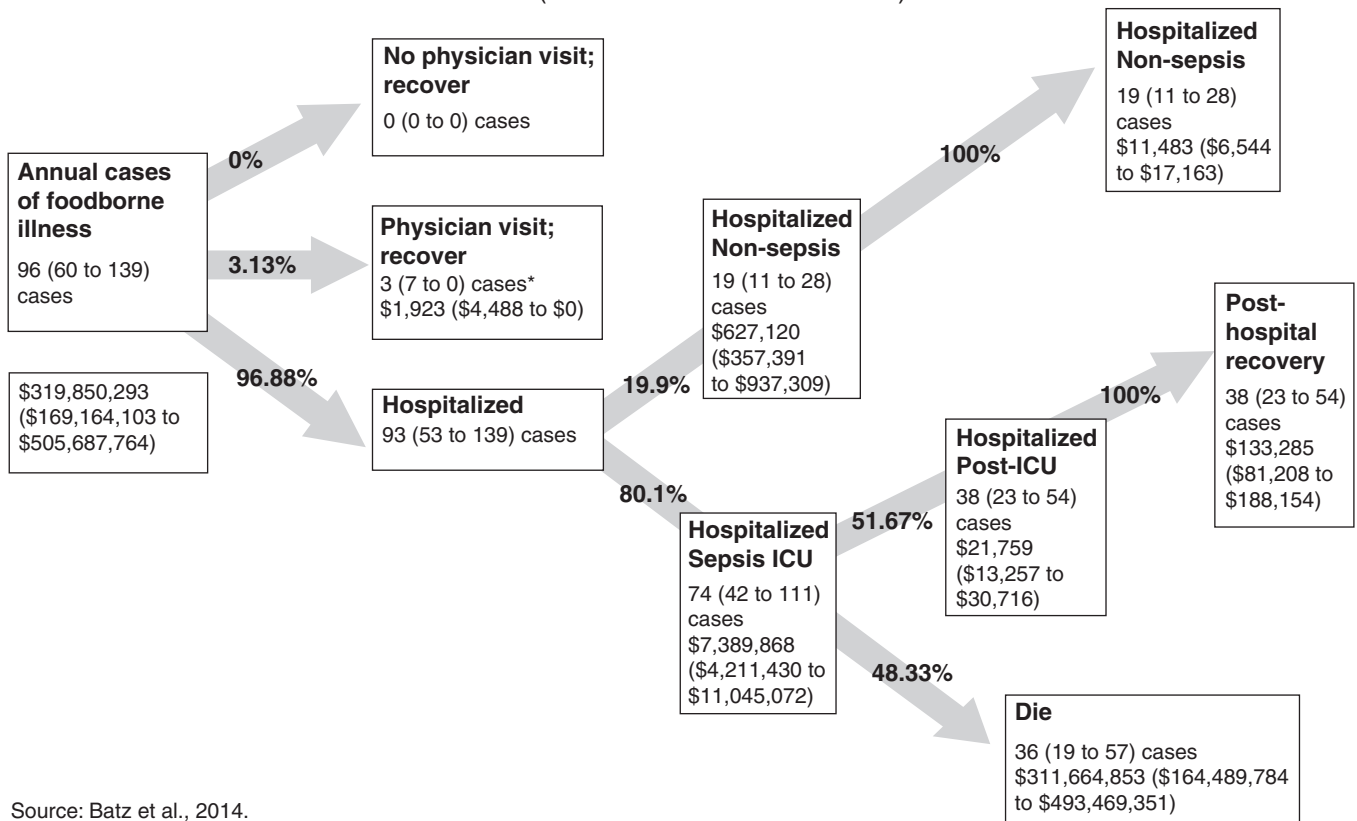 No physician visit;
recover
0 (0 to 0) cases
Hospitalized
Non-sepsis
19 (11 to 28)
cases
$11,483 ($6,544
to $17,163)
0%
100%
Annual cases
of foodborne
illness
96 (60 to 139)
cases
Physician visit;
recover
3 (7 to 0) cases*
$1,923 ($4,488 to $0)
3.13%
Hospitalized
Non-sepsis
19 (11 to 28)
cases
$627,120
($357,391
to $937,309)
$319,850,293
($169,164,103 to
$505,687,764)
96.88%
Hospitalized
93 (53 to 139) cases
19.9%
80.1%
Post-
hospital
recovery
38 (23 to 54)
cases
$133,285
($81,208 to
$188,154)
100%
Hospitalized
Post-ICU
38 (23 to 54)
cases
$21,759
($13,257 to
$30,716)
51.67%
Hospitalized
Sepsis ICU
74 (42 to 111)
cases
$7,389,868
($4,211,430 to
$11,045,072)
48.33%
Die
36 (19 to 57) cases
$311,664,853 ($164,489,784
to $493,469,351)
Source: Batz et al., 2014.